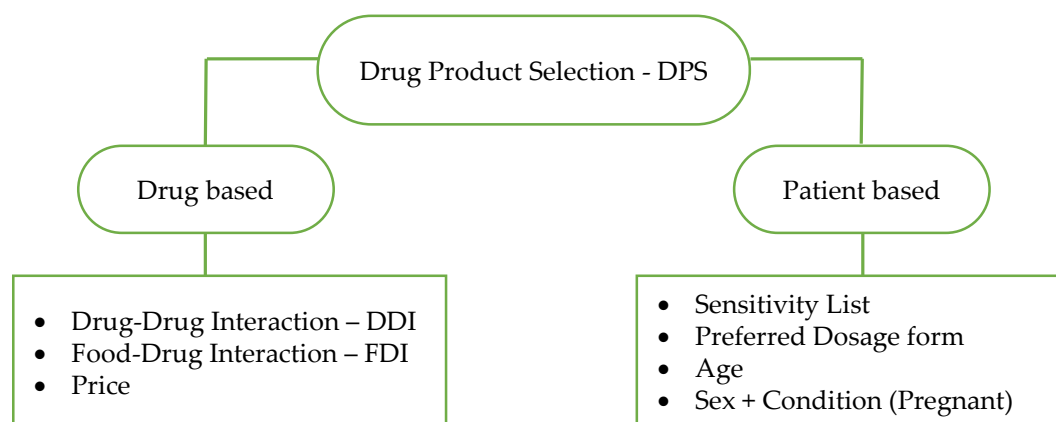 Drug Product Selection - DPS
Drug based
Patient based
• Drug-Drug Interaction – DDI
• Food-Drug Interaction – FDI
• Price
• Sensitivity List
• Preferred Dosage form
• Age
• Sex + Condition (Pregnant)